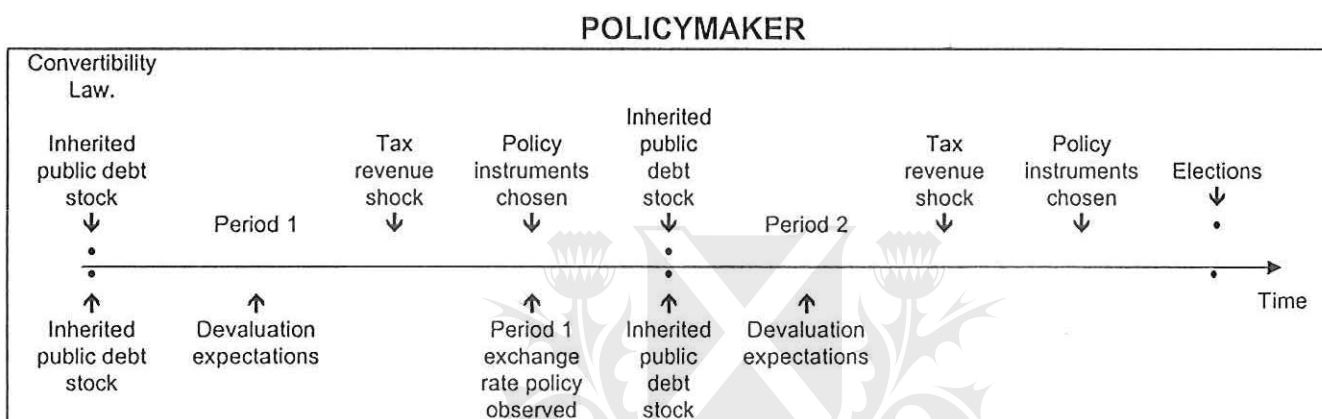 POLICYMAKER
Convertibility
Law.
Inherited
public debt
stock
Period 1
Tax
revenue
shock
Policy
instruments
chosen
Inherited
public
debt
stock
Period 2
Tax
revenue
shock
Policy
instruments
chosen
Elections
Time
Inherited
public debt
stock
Devaluation
expectations
Period 1
exchange
rate policy
observed
Inherited
public
debt
stock
Devaluation
expectations